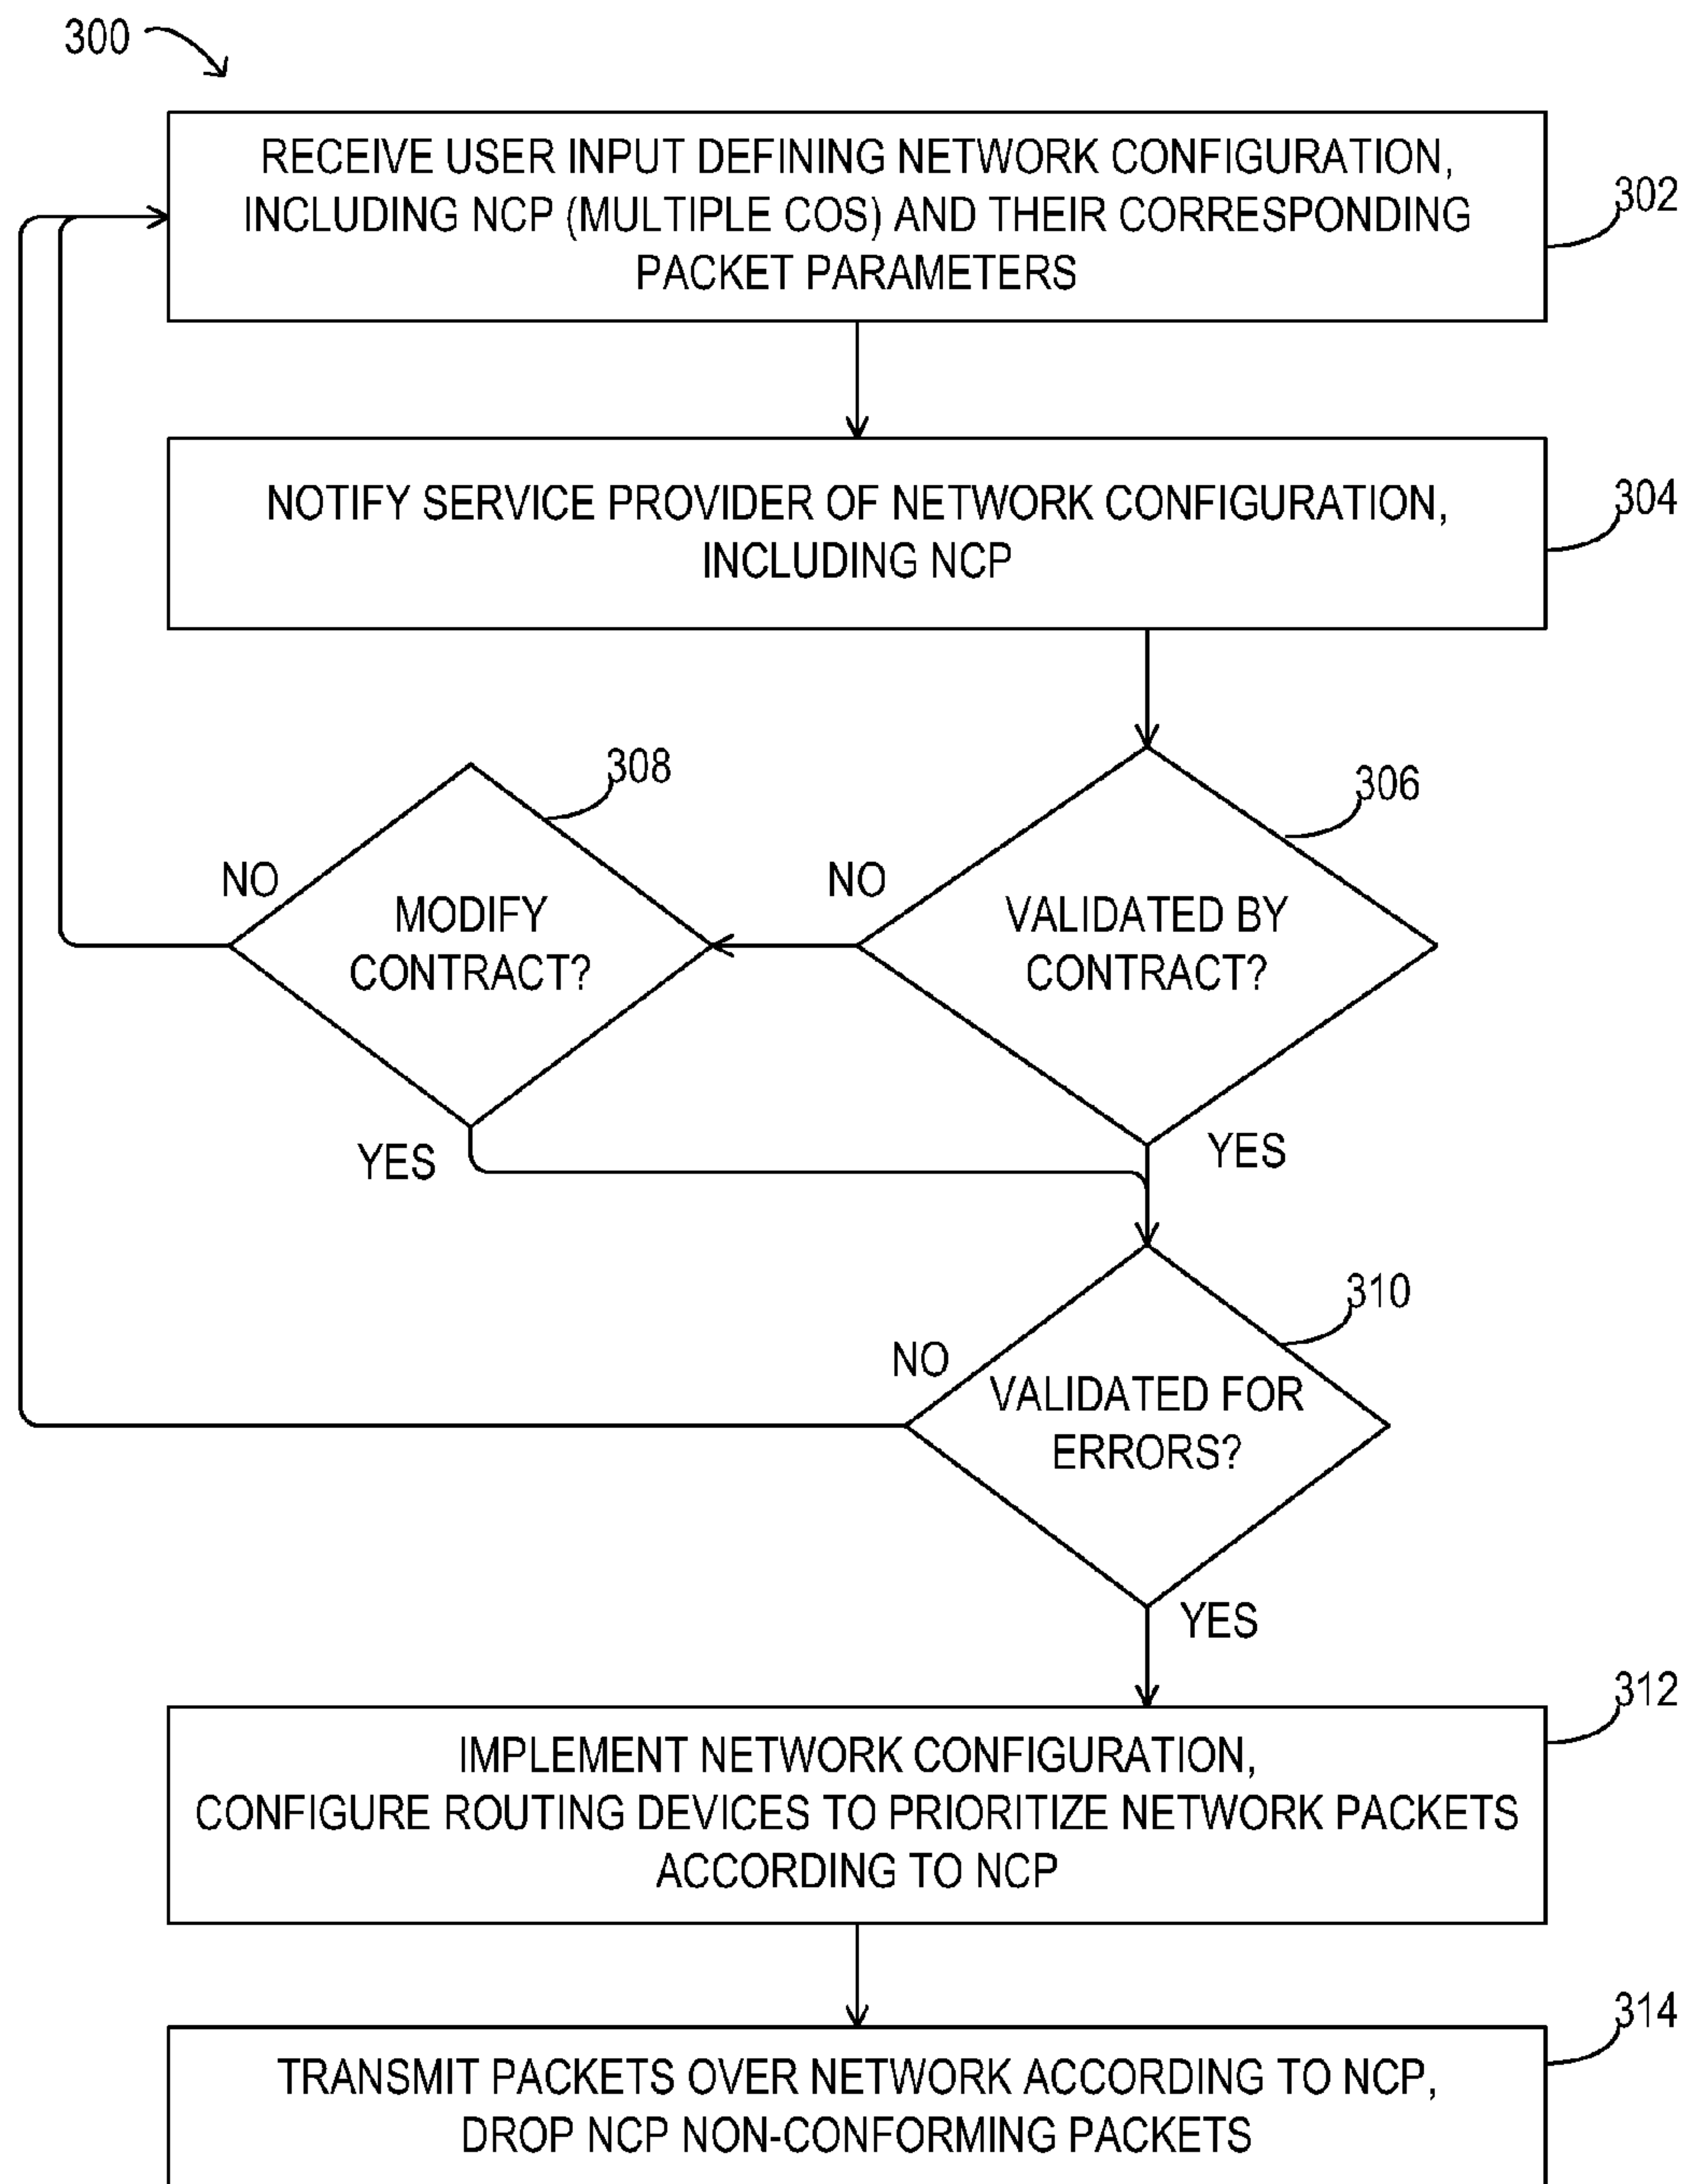 300
RECEIVE USER INPUT DEFINING NETWORK CONFIGURATION,
INCLUDING NCP (MULTIPLE COS) AND THEIR CORRESPONDING
PACKET PARAMETERS
302
NOTIFY SERVICE PROVIDER OF NETWORK CONFIGURATION,
INCLUDING NCP
304
308
306
NO
MODIFY
CONTRACT?
NO
VALIDATED BY
CONTRACT?
YES
YES
310
NO
VALIDATED FOR
ERRORS?
YES
312
IMPLEMENT NETWORK CONFIGURATION,
CONFIGURE ROUTING DEVICES TO PRIORITIZE NETWORK PACKETS
ACCORDING TO NCP
314
TRANSMIT PACKETS OVER NETWORK ACCORDING TO NCP,
DROP NCP NON-CONFORMING PACKETS